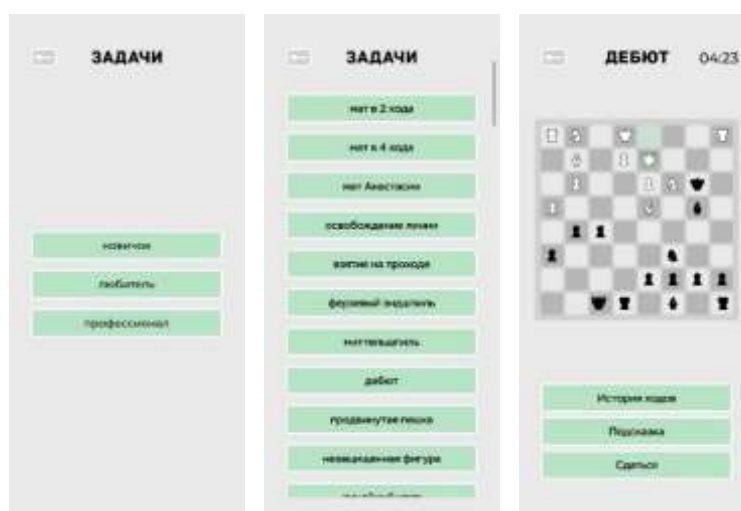 ЗАДАЧИ
новичок
любитель
профессионал
ЗАДАЧИ
мат в 2 хода
мат в 4 хода
мат Анастасии
освобождение линии
взятие на проходе
ферзевый эндшпиль
миттельшпиль
дебют
продвинутая пешка
незащищенная фигура
ДЕБЮТ 04:23
История ходов
Подсказка
Сдаться